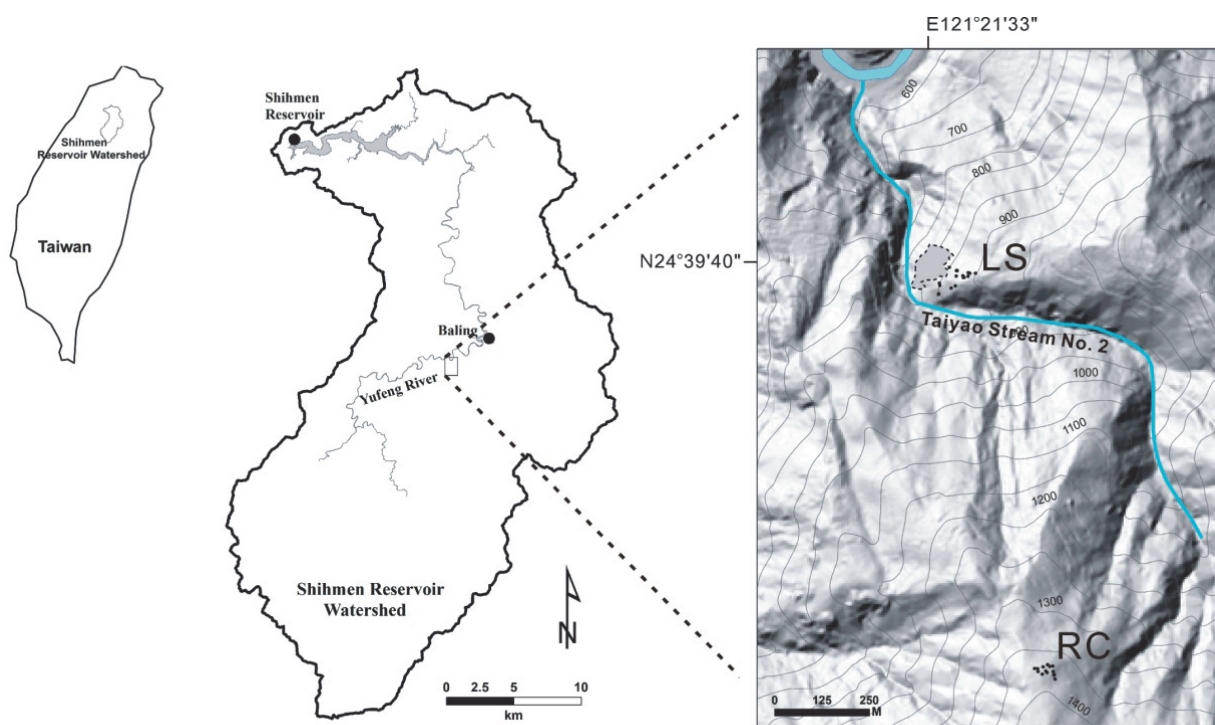 Shihmen
Reservoir Watershed
Taiwan
Shihmen
Reservoir
Baling
Yufeng River
Shihmen Reservoir
Watershed
N
0 2.5 5 10
km
E121°21'33"
N24°39'40"
600
700
800
900
LS
Taiyao Stream No. 2
1000
1100
1200
1300
RC
1400
0 125 250
M